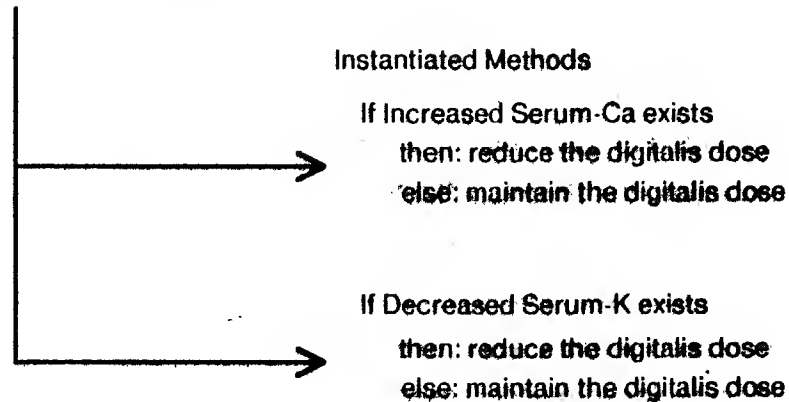 Instantiated Methods
If Increased Serum-Ca exists
then: reduce the digitalis dose
else: maintain the digitalis dose
If Decreased Serum-K exists
then: reduce the digitalis dose
else: maintain the digitalis dose